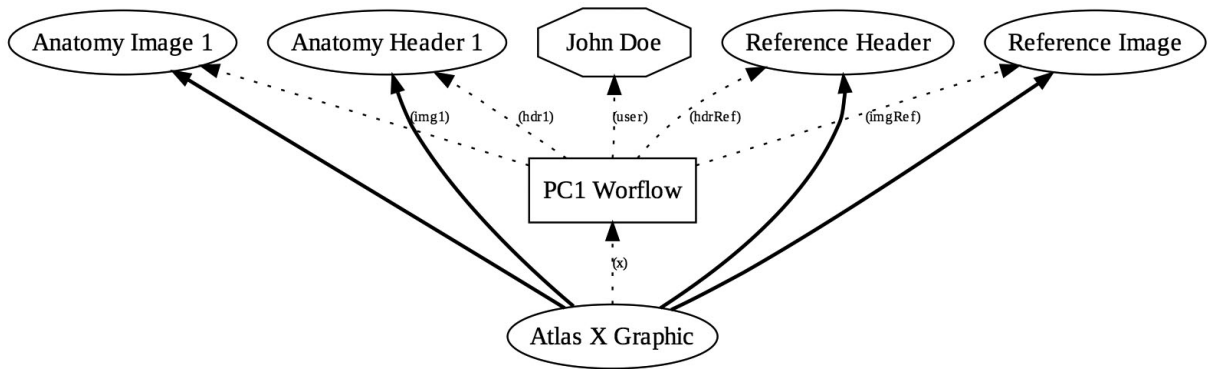 Anatomy Image 1
Anatomy Header 1
John Doe
Reference Header
Reference Image
(img1)
(hdr1)
(user)
(hdrRef)
(imgRef)
PC1 Worflow
(x)
Atlas X Graphic